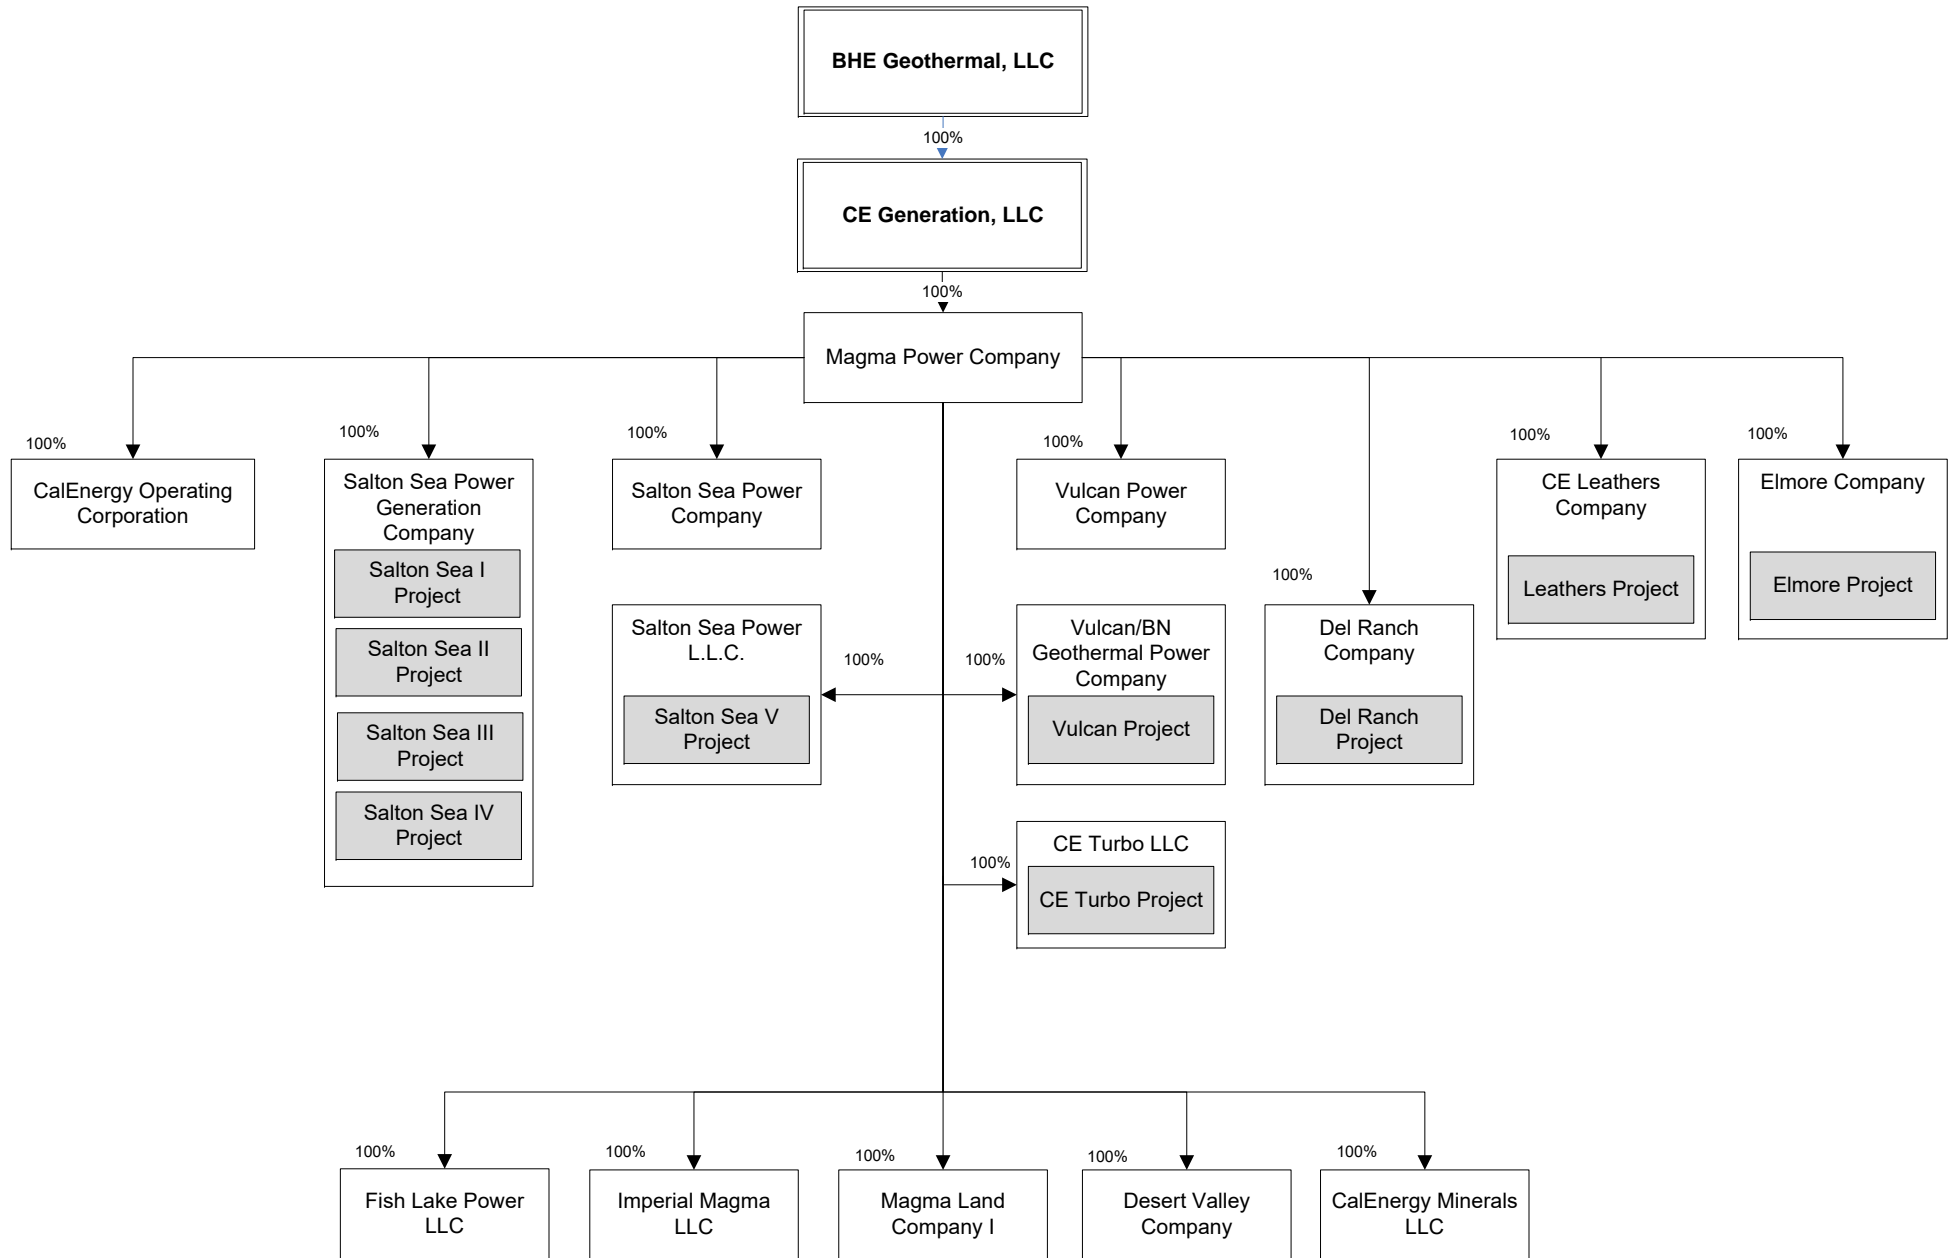 BHE Geothermal, LLC
100%
CE Generation, LLC
100%
Magma Power Company
100%
CalEnergy Operating
Corporation
100%
Salton Sea Power
Generation
Company
Salton Sea I
Project
Salton Sea II
Project
Salton Sea III
Project
Salton Sea IV
Project
100%
Salton Sea Power
Company
100%
Vulcan Power
Company
100%
CE Leathers
Company
Leathers Project
100%
Elmore Company
Elmore Project
100%
Salton Sea Power
L.L.C.
Salton Sea V
Project
100%
Vulcan/BN
Geothermal Power
Company
Vulcan Project
100%
Del Ranch
Company
Del Ranch
Project
100%
CE Turbo LLC
CE Turbo Project
100%
Fish Lake Power
LLC
100%
Imperial Magma
LLC
100%
Magma Land
Company I
100%
Desert Valley
Company
100%
CalEnergy Minerals
LLC